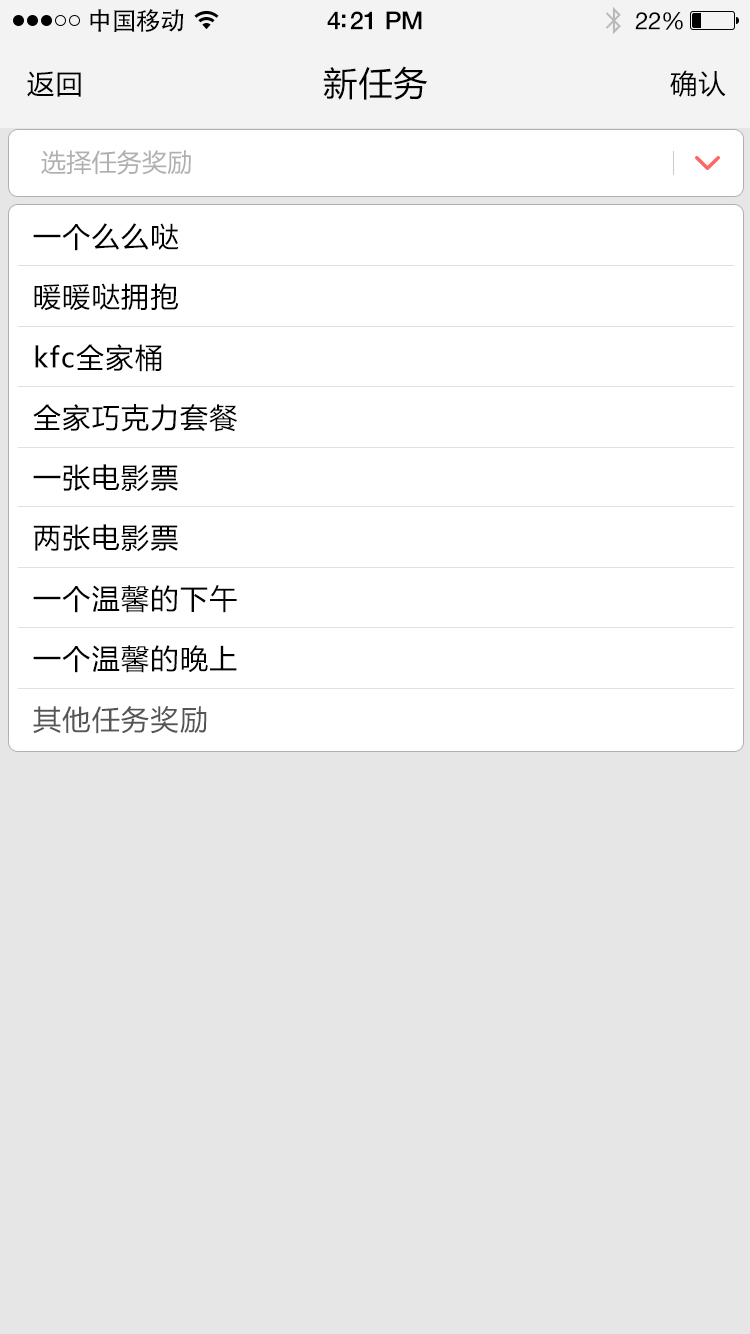 中国移动 4:21 PM 22%
返回 新任务 确认
选择任务奖励
一个么么哒
暖暖哒拥抱
kfc全家桶
全家巧克力套餐
一张电影票
两张电影票
一个温馨的下午
一个温馨的晚上
其他任务奖励